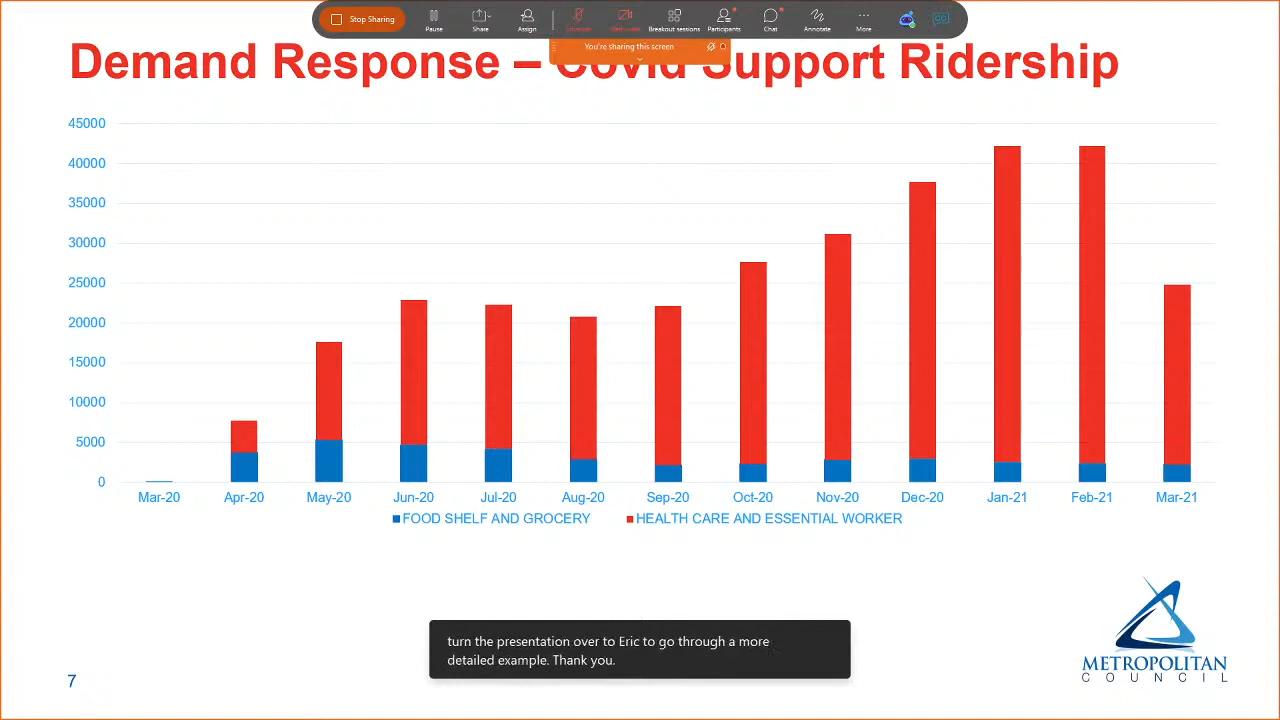 Stop Sharing
Pause
Share
Assign
Breakout sessions
Participants
Chat
Annotate
More
You're sharing this screen
Demand Response – Covid Support Ridership
45000
40000
35000
30000
25000
20000
15000
10000
5000
0
Mar-20 Apr-20 May-20 Jun-20 Jul-20 Aug-20 Sep-20 Oct-20 Nov-20 Dec-20 Jan-21 Feb-21 Mar-21
FOOD SHELF AND GROCERY HEALTH CARE AND ESSENTIAL WORKER
turn the presentation over to Eric to go through a more
detailed example. Thank you.
METROPOLITAN
COUNCIL
7